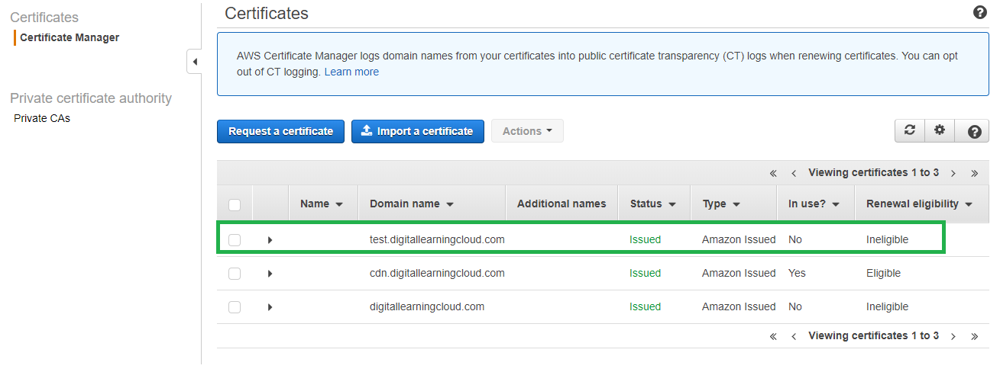 Certificates
Certificate Manager
Private certificate authority
Private CAs
Certificates
AWS Certificate Manager logs domain names from your certificates into public certificate transparency (CT) logs when renewing certificates. You can opt
out of CT logging. Learn more
Request a certificate Import a certificate Actions
« ‹ Viewing certificates 1 to 3 › »
Name Domain name Additional names Status Type In use? Renewal eligibility
test.digitallearningcloud.com Issued Amazon Issued No Ineligible
cdn.digitallearningcloud.com Issued Amazon Issued Yes Eligible
digitallearningcloud.com Issued Amazon Issued No Ineligible
« ‹ Viewing certificates 1 to 3 › »